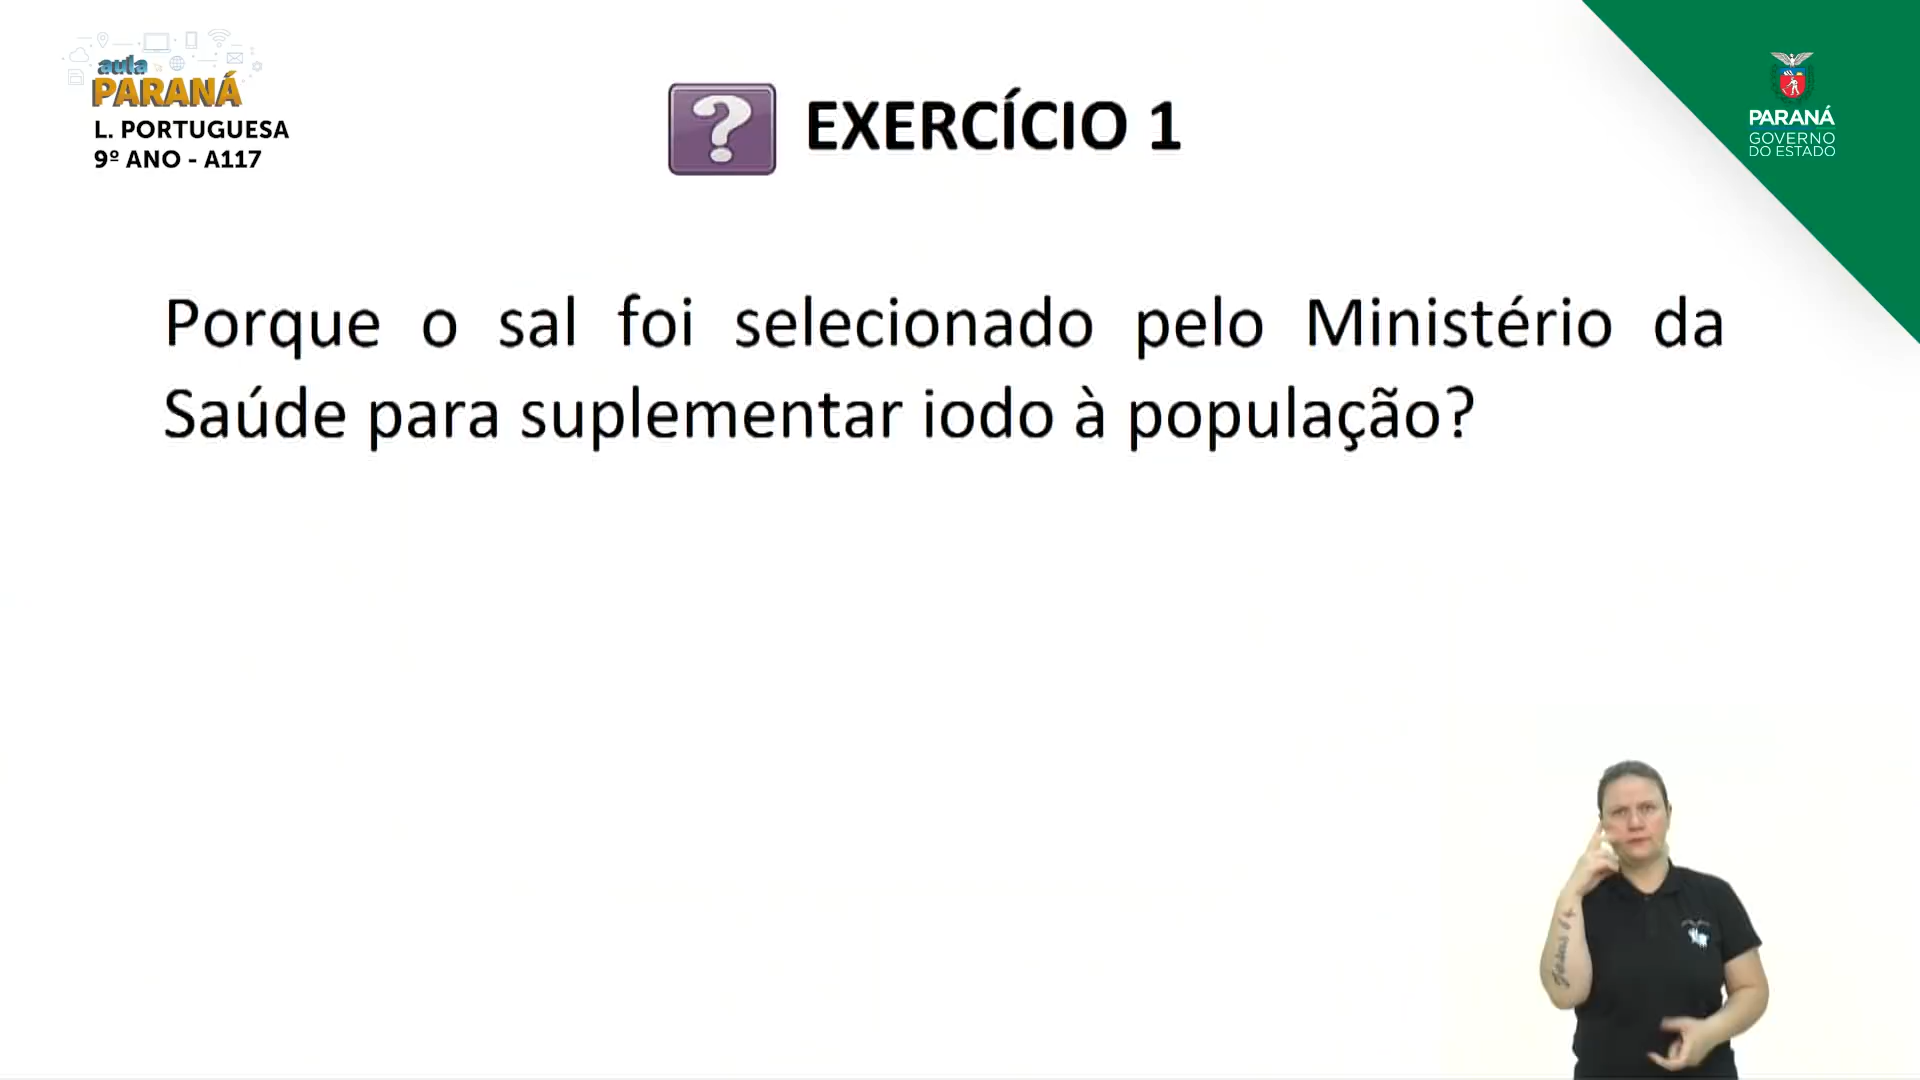 aula
PARANÁ
L. PORTUGUESA
9º ANO - A117
EXERCÍCIO 1
PARANÁ
GOVERNO
DO ESTADO
Porque o sal foi selecionado pelo Ministério da
Saúde para suplementar iodo à população?